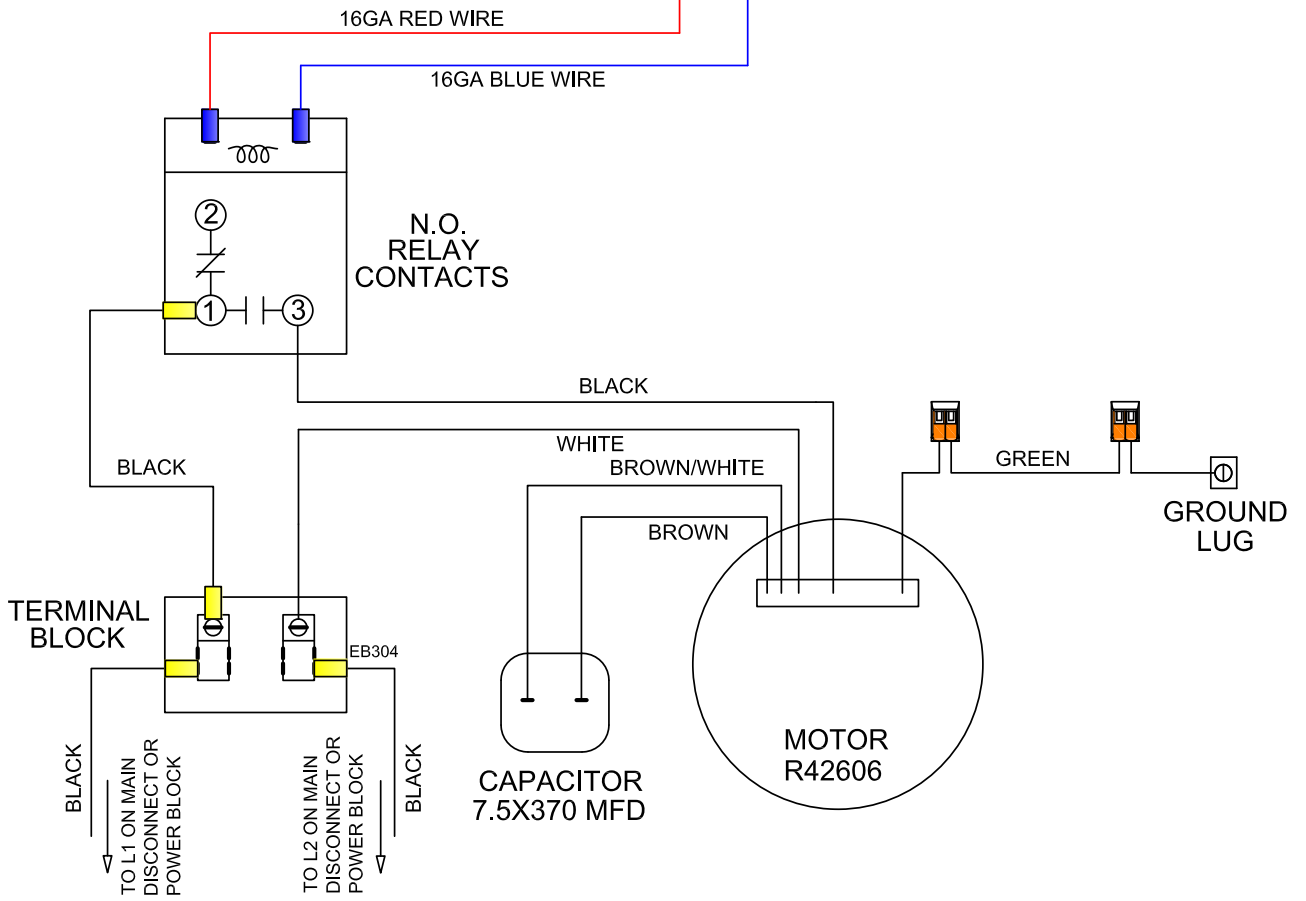 16GA RED WIRE
16GA BLUE WIRE
2
1
3
N.O.
RELAY
CONTACTS
BLACK
WHITE
BROWN/WHITE
BROWN
BLACK
GREEN
GROUND
LUG
TERMINAL
BLOCK
EB304
BLACK
TO L1 ON MAIN
DISCONNECT OR
POWER BLOCK
TO L2 ON MAIN
DISCONNECT OR
POWER BLOCK
BLACK
CAPACITOR
7.5X370 MFD
MOTOR
R42606